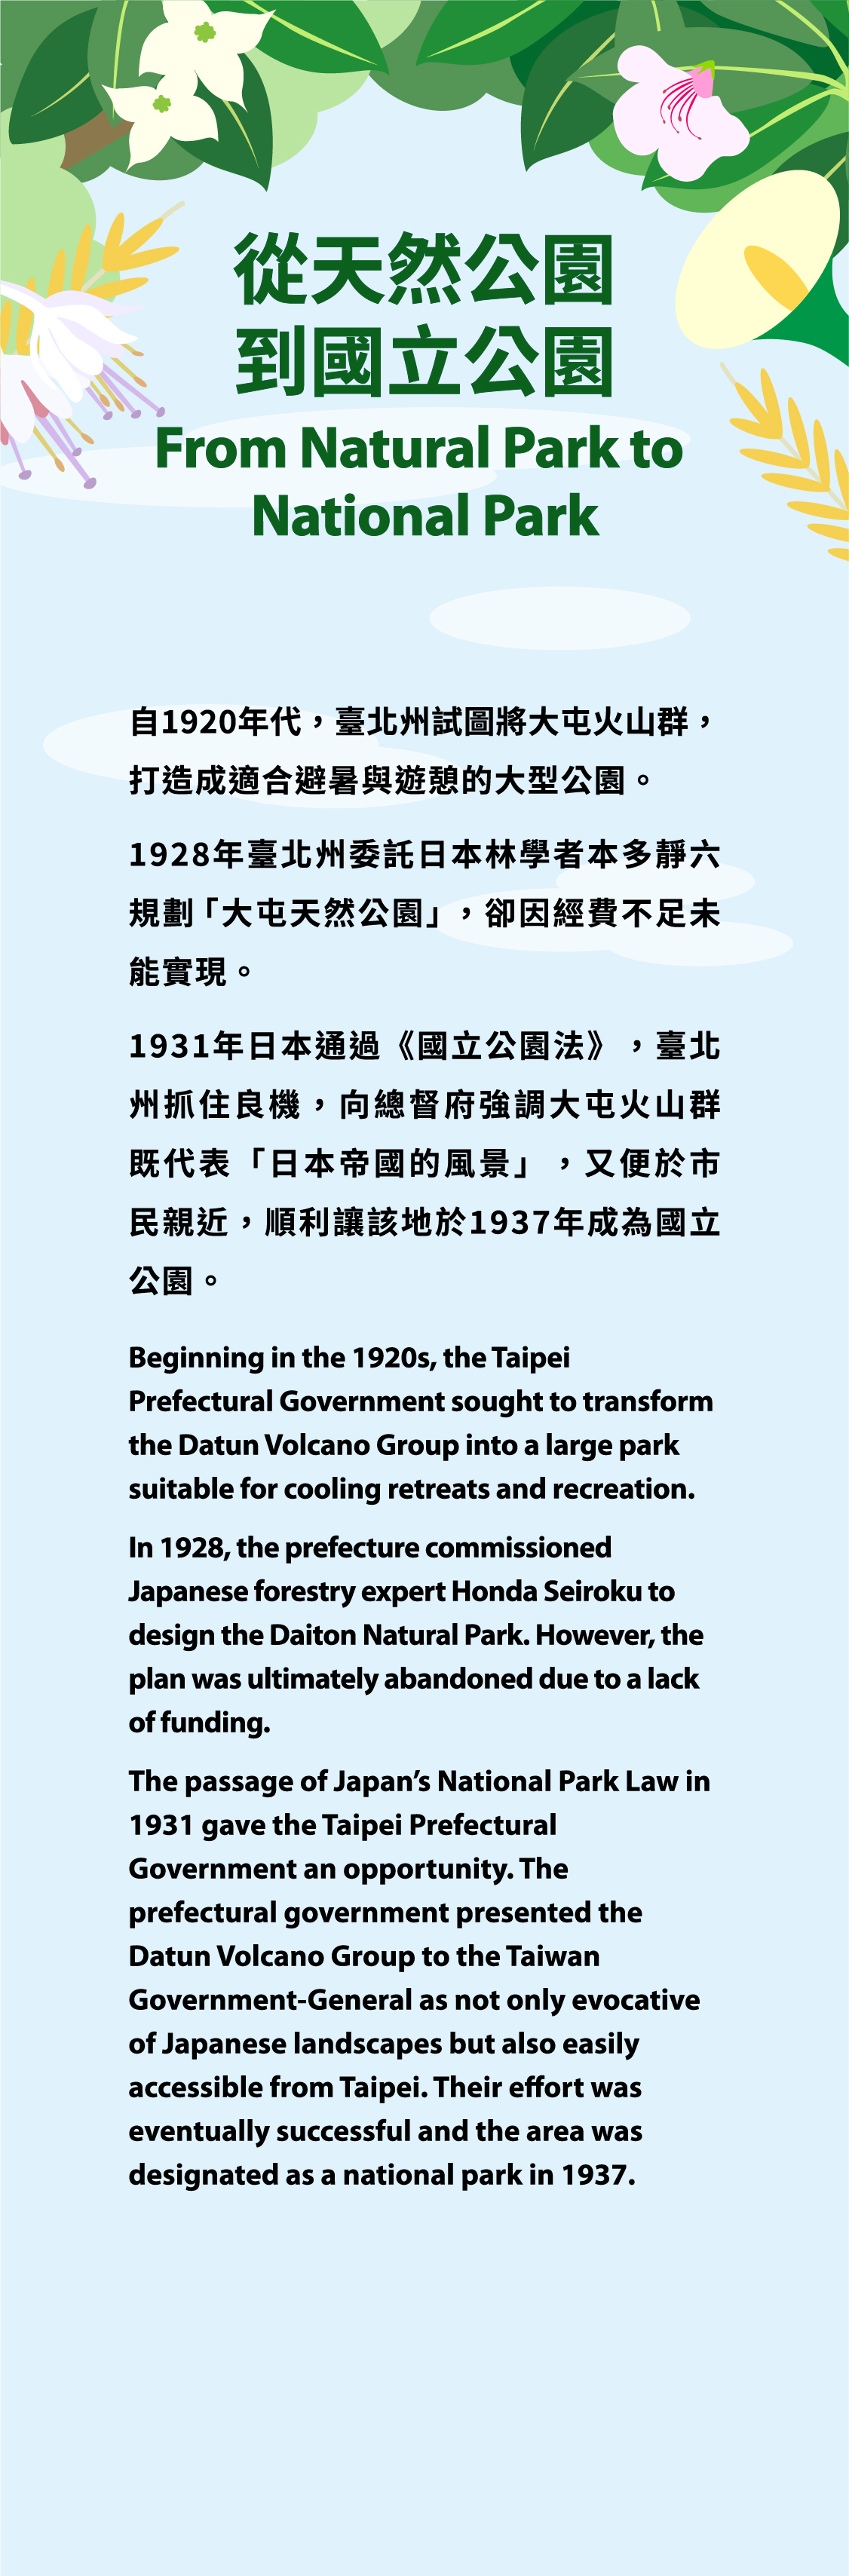 從天然公園
到國立公園
From Natural Park to
National Park
自1920年代，臺北州試圖將大屯火山群，
打造成適合避暑與遊憩的大型公園。
1928年臺北州委託日本林學者本多靜六
規劃「大屯天然公園」，卻因經費不足未
能實現。
1931年日本通過《國立公園法》，臺北
州抓住良機，向總督府強調大屯火山群
既代表「日本帝國的風景」，又便於市
民親近，順利讓該地於1937年成為國立
公園。
Beginning in the 1920s, the Taipei
Prefectural Government sought to transform
the Datun Volcano Group into a large park
suitable for cooling retreats and recreation.
In 1928, the prefecture commissioned
Japanese forestry expert Honda Seiroku to
design the Daiton Natural Park. However, the
plan was ultimately abandoned due to a lack
of funding.
The passage of Japan’s National Park Law in
1931 gave the Taipei Prefectural
Government an opportunity. The
prefectural government presented the
Datun Volcano Group to the Taiwan
Government-General as not only evocative
of Japanese landscapes but also easily
accessible from Taipei. Their effort was
eventually successful and the area was
designated as a national park in 1937.